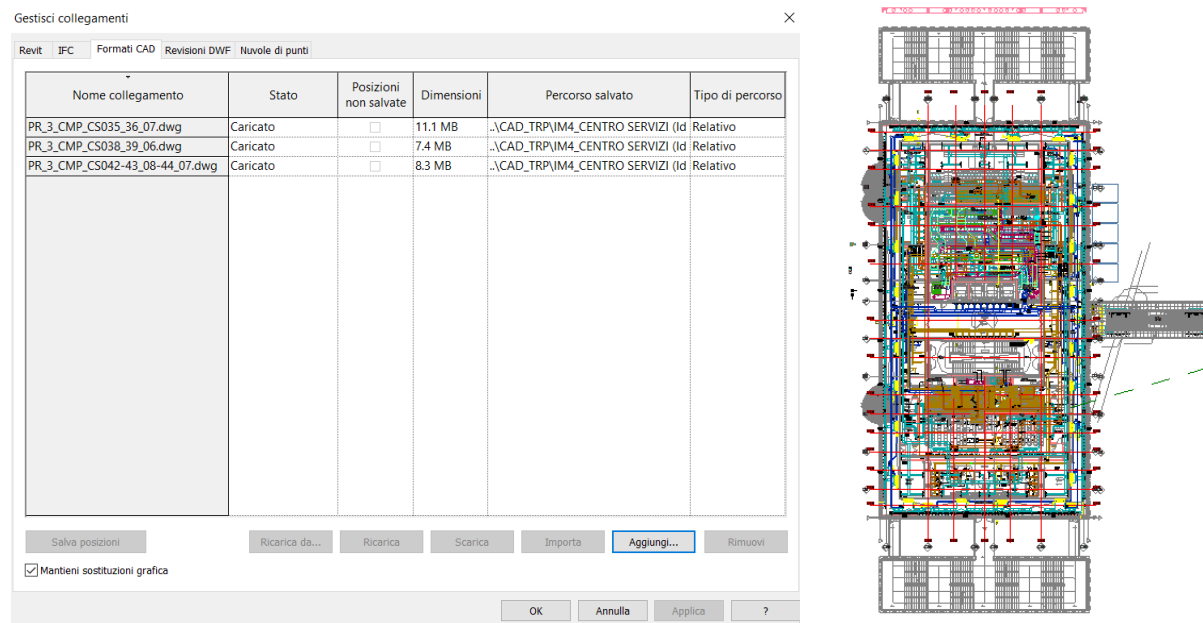 Gestisci collegamenti
Revit IFC Formati CAD Revisioni DWF Nuvole di punti
Nome collegamento Stato Posizioni non salvate Dimensioni Percorso salvato Tipo di percorso
PR_3_CMP_CS035_36_07.dwg Caricato 11.1 MB ..\CAD_TRP\IM4_CENTRO SERVIZI (Id Relativo
PR_3_CMP_CS038_39_06.dwg Caricato 7.4 MB ..\CAD_TRP\IM4_CENTRO SERVIZI (Id Relativo
PR_3_CMP_CS042-43_08-44_07.dwg Caricato 8.3 MB ..\CAD_TRP\IM4_CENTRO SERVIZI (Id Relativo
Salva posizioni Ricarica da... Ricarica Scarica Importa Aggiungi... Rimuovi
Mantieni sostituzioni grafica
OK Annulla Applica ?